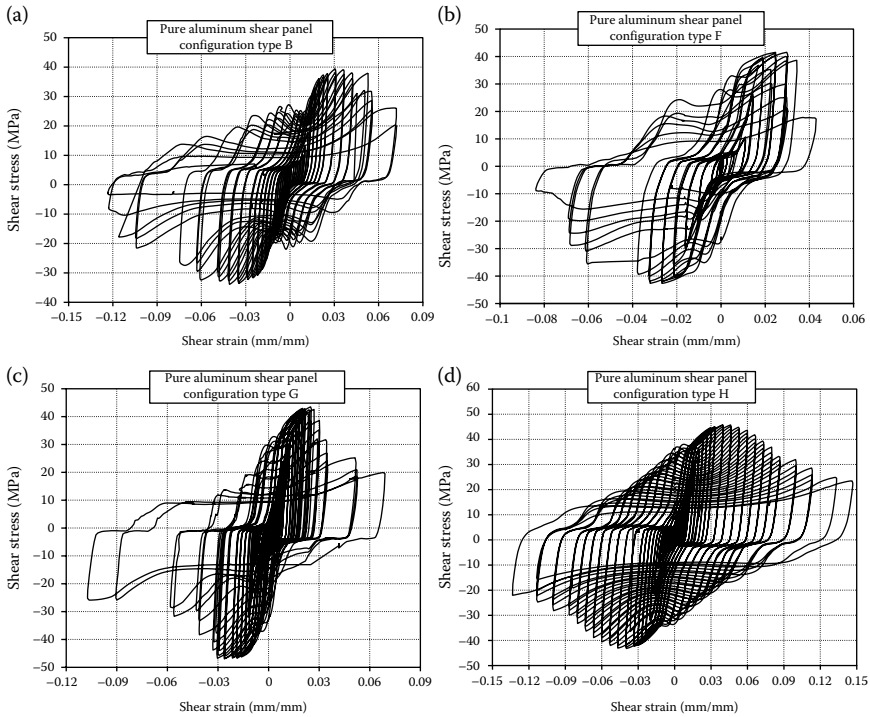 (a)
Pure aluminum shear panel
configuration type B
50
40
30
20
10
0
−10
−20
−30
40
Shear stress (MPa)
−0.15 −0.12 −0.09 −0.06 −0.03 0 0.03 0.06 0.09
Shear strain (mm/mm)
(b)
Pure aluminum shear panel
configuration type F
50
40
30
20
10
0
−10
−20
−30
−40
−50
Shear stress (MPa)
−0.1 −0.08 −0.06 −0.04 −0.02 0 0.02 0.04 0.06
Shear strain (mm/mm)
(c)
Pure aluminum shear panel
configuration type G
50
40
30
20
10
0
−10
−20
−30
−40
−50
Shear stress (MPa)
−0.12 −0.09 −0.06 −0.03 0 0.03 0.06 0.09
Shear strain (mm/mm)
(d)
Pure aluminum shear panel
configuration type H
60
50
40
30
20
10
0
−10
−20
−30
−40
−50
Shear stress (MPa)
−0.15 −0.12 −0.09 −0.06 −0.03 0 0.03 0.06 0.09 0.12 0.15
Shear strain (mm/mm)